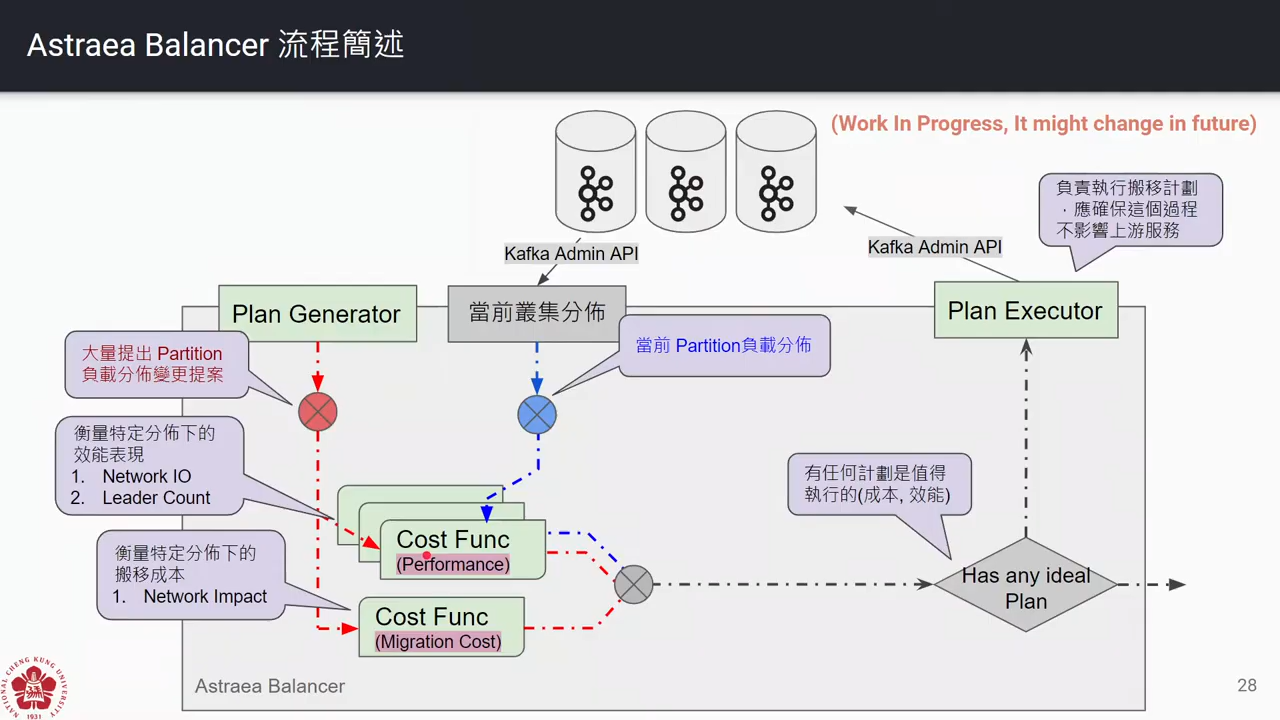 Astraea Balancer 流程簡述
(Work In Progress, It might change in future)
負責執行搬移計劃
，應確保這個過程
不影響上游服務
Kafka Admin API
Kafka Admin API
Plan Generator
當前叢集分佈
Plan Executor
大量提出 Partition
負載分佈變更提案
當前 Partition負載分佈
衡量特定分佈下的
效能表現
1. Network IO
2. Leader Count
有任何計劃是值得
執行的(成本, 效能)
Cost Func
(Performance)
衡量特定分佈下的
搬移成本
1. Network Impact
Cost Func
(Migration Cost)
Has any ideal
Plan
Astraea Balancer
28
NATIONAL CHENG KUNG UNIVERSITY
1931